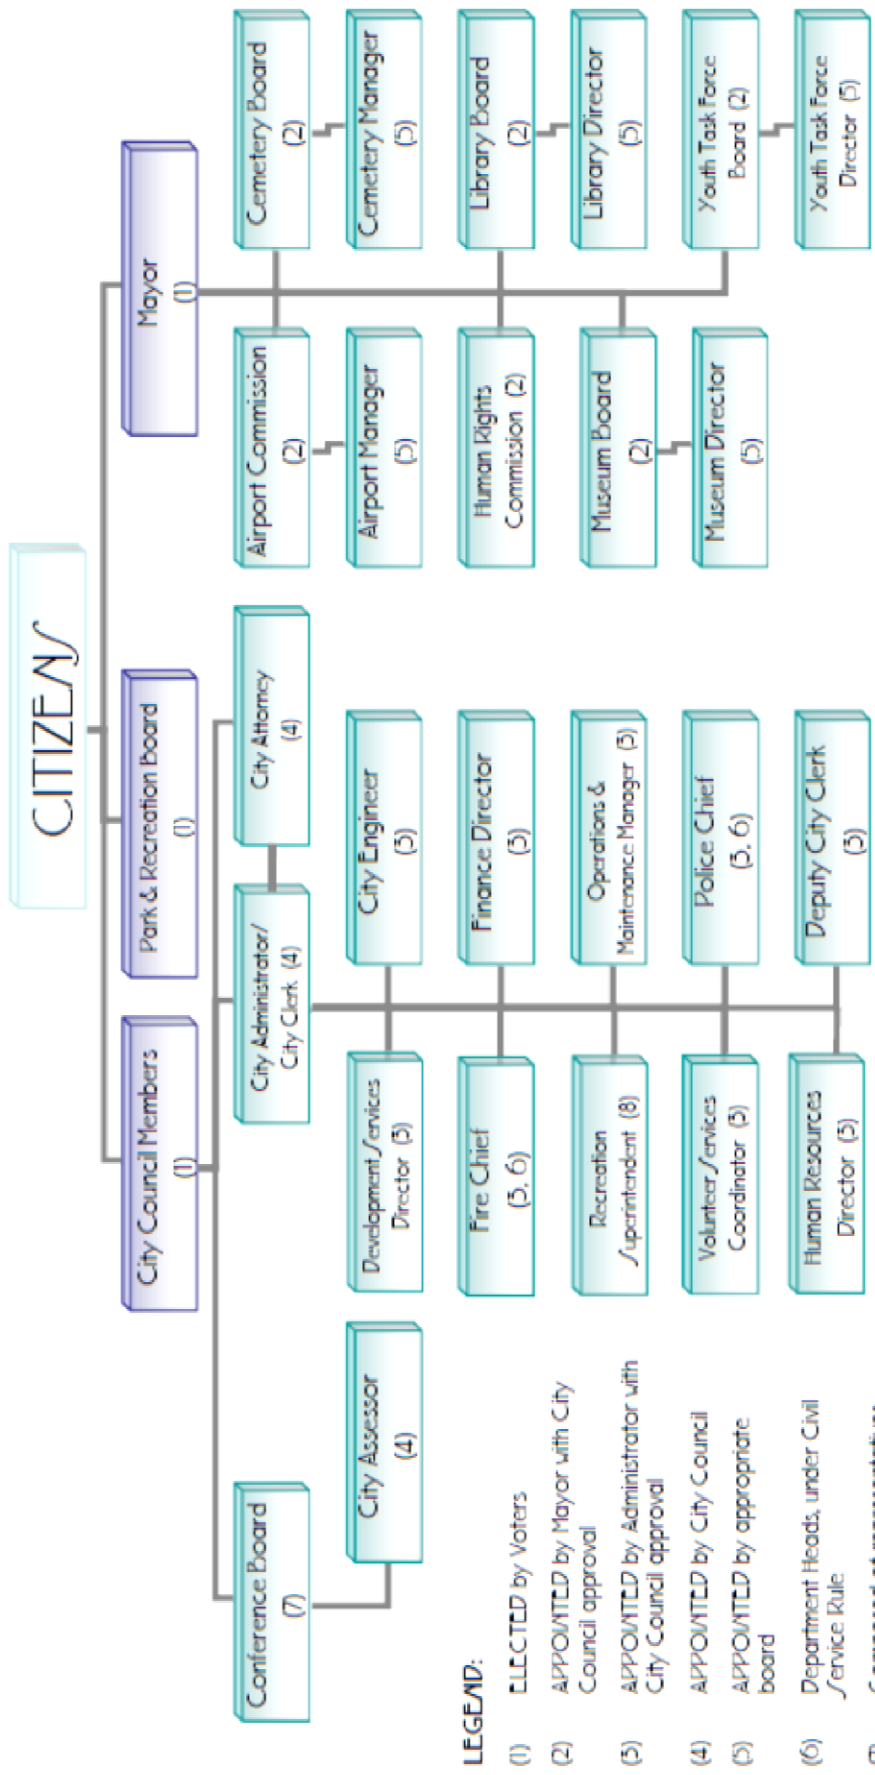 CITIZENS
City Council Members
(1)
Park & Recreation Board
(1)
Mayor
(1)
Conference Board
(7)
City Assessor
(4)
City Administrator/
City Clerk (4)
City Attorney
(4)
Development Services
Director (3)
City Engineer
(3)
Fire Chief
(3, 6)
Finance Director
(3)
Recreation
Superintendent (8)
Operations &
Maintenance Manager (3)
Volunteer Services
Coordinator (3)
Police Chief
(3, 6)
Human Resources
Director (3)
Deputy City Clerk
(3)
Airport Commission
(2)
Airport Manager
(5)
Cemetery Board
(2)
Cemetery Manager
(5)
Human Rights
Commission (2)
Library Board
(2)
Library Director
(5)
Museum Board
(2)
Museum Director
(5)
Youth Task Force
Board (2)
Youth Task Force
Director (5)
LEGEND:
(1) ELECTED by Voters
(2) APPOINTED by Mayor with City
Council approval
(3) APPOINTED by Administrator with
City Council approval
(4) APPOINTED by City Council
(5) APPOINTED by appropriate
board
(6) Department Heads, under Civil
Service Rule